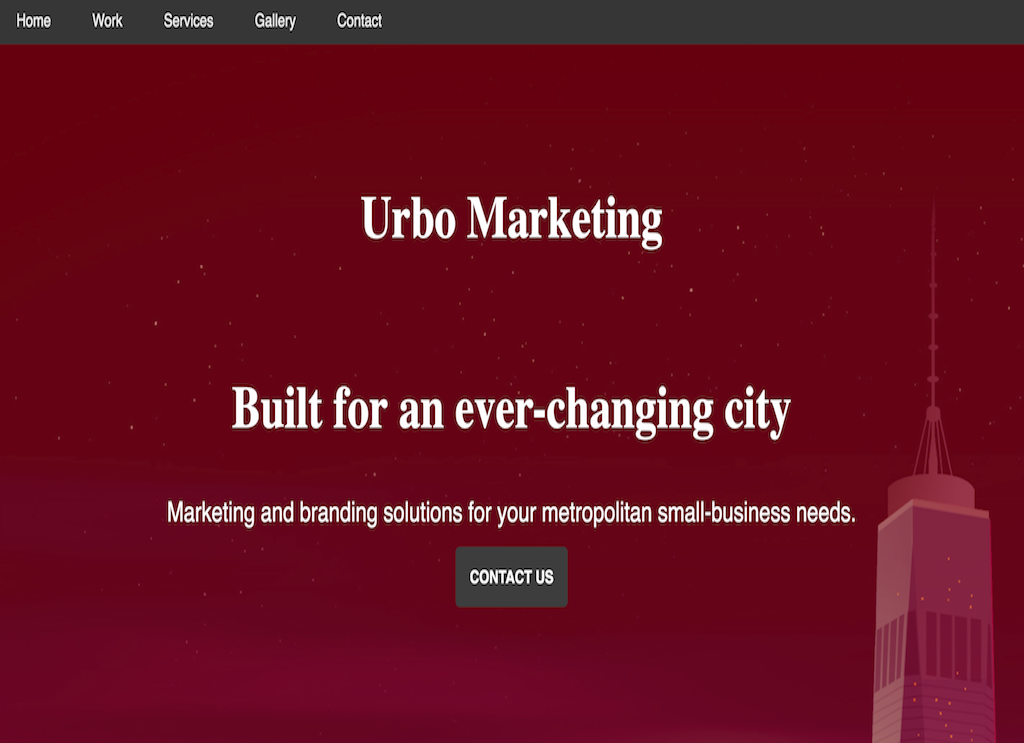 Home Work Services Gallery Contact
Urbo Marketing
Built for an ever-changing city
Marketing and branding solutions for your metropolitan small-business needs.
CONTACT US